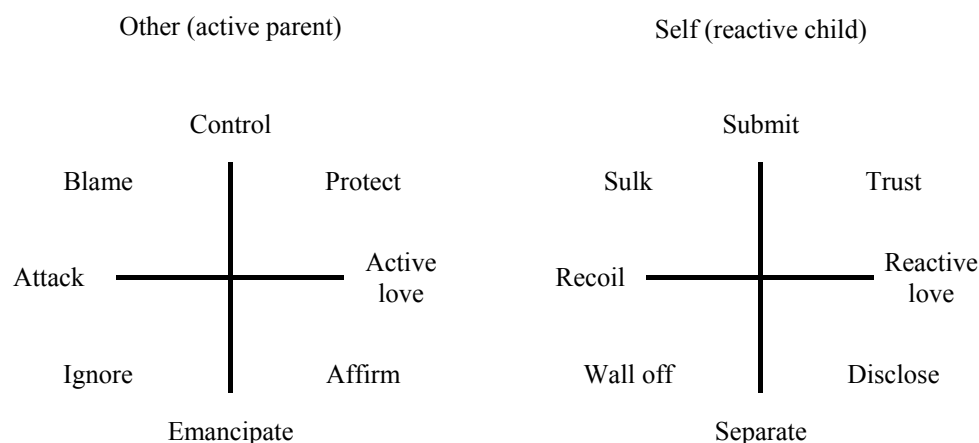 Other (active parent)
Self (reactive child)
Control
Submit
Blame
Protect
Sulk
Trust
Attack
Active
love
Recoil
Reactive
love
Ignore
Affirm
Wall off
Disclose
Emancipate
Separate